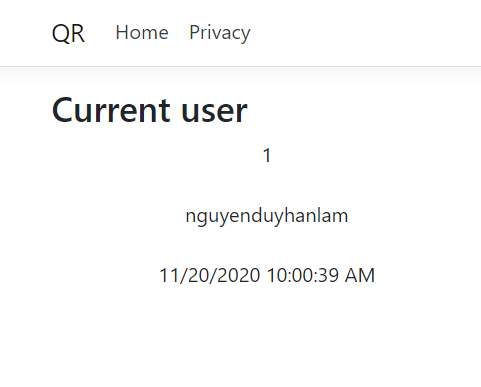 QR Home Privacy
Current user
1
nguyenduyhanlam
11/20/2020 10:00:39 AM